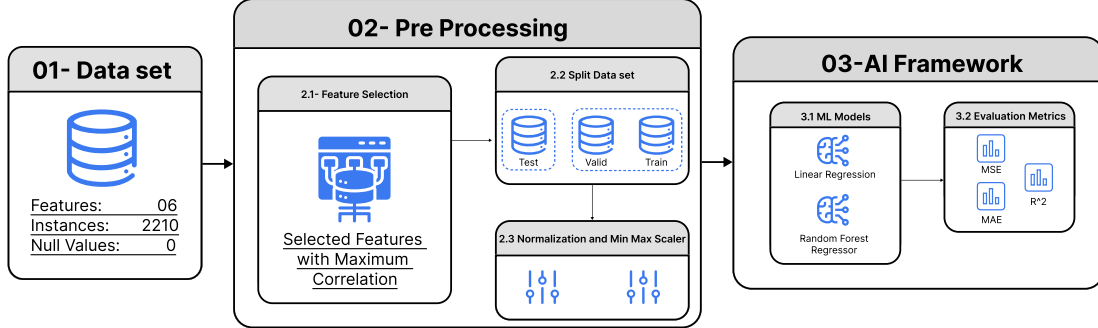 01- Data set
Features: 06
Instances: 2210
Null Values: 0
02- Pre Processing
2.1- Feature Selection
Selected Features
with Maximum
Correlation
2.2 Split Data set
Test
Valid
Train
2.3 Normalization and Min Max Scaler
03-AI Framework
3.1 ML Models
Linear Regression
Random Forest
Regressor
3.2 Evaluation Metrics
MSE
MAE
R^2